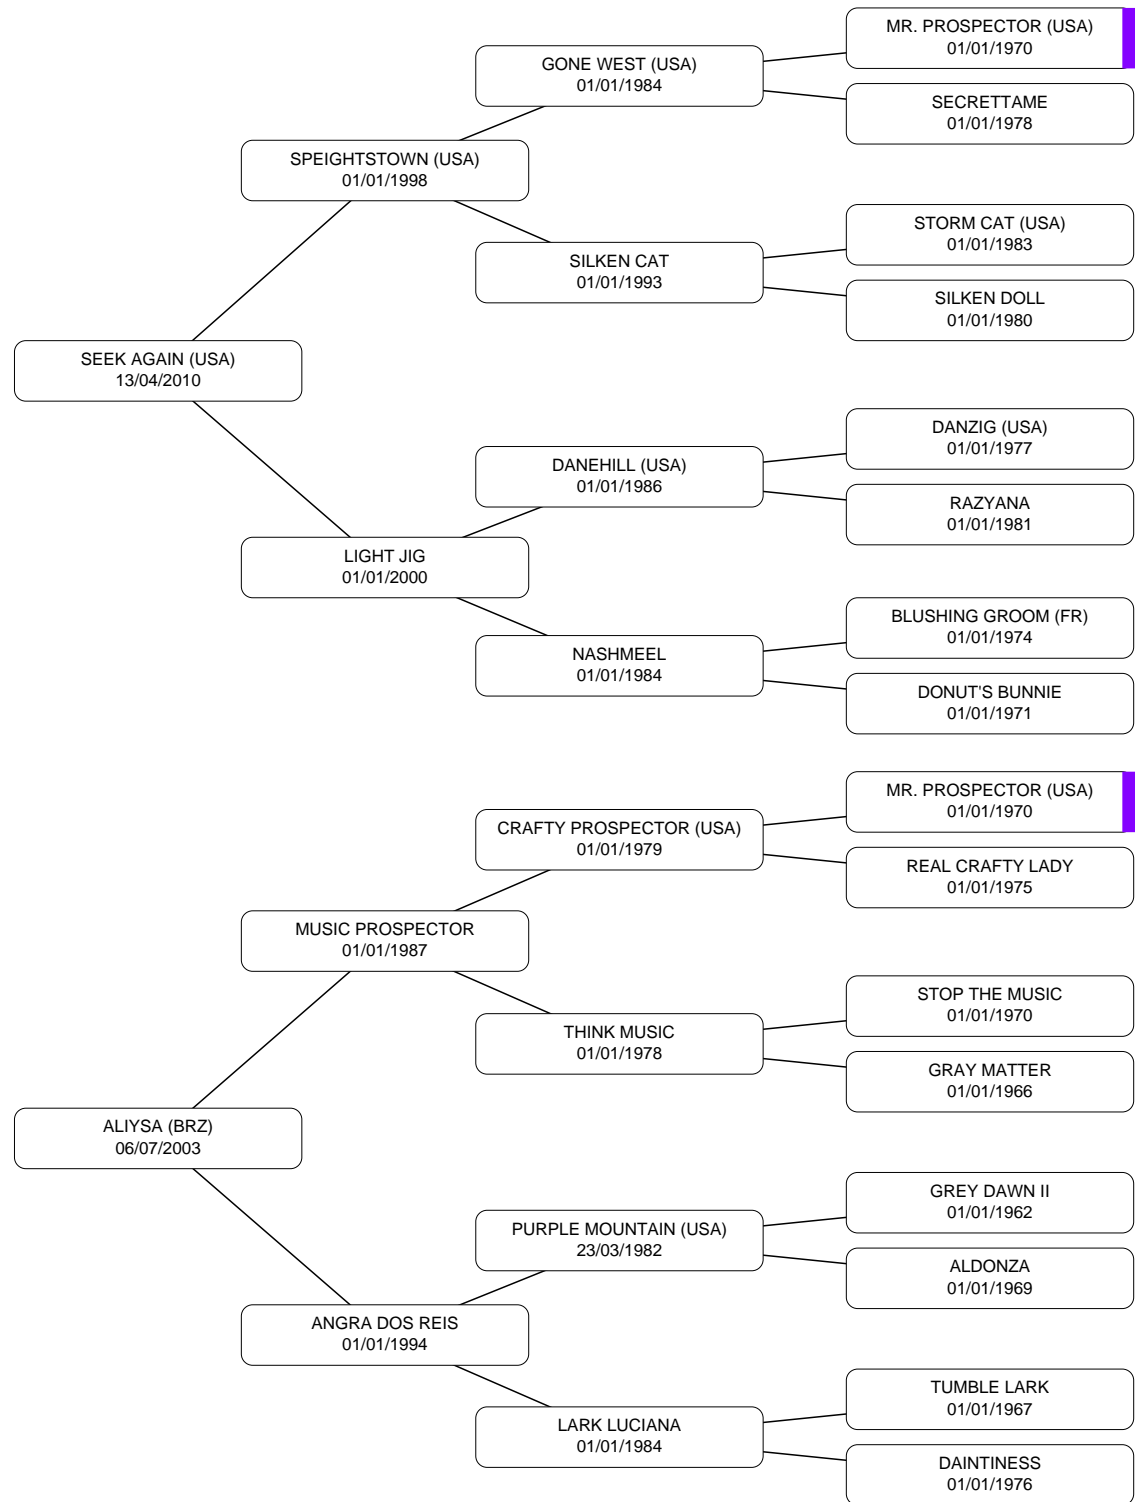 MR. PROSPECTOR (USA)
01/01/1970
GONE WEST (USA)
01/01/1984
SECRETTAME
01/01/1978
SPEIGHTSTOWN (USA)
01/01/1998
STORM CAT (USA)
01/01/1983
SILKEN CAT
01/01/1993
SILKEN DOLL
01/01/1980
SEEK AGAIN (USA)
13/04/2010
DANZIG (USA)
01/01/1977
DANEHILL (USA)
01/01/1986
RAZYANA
01/01/1981
LIGHT JIG
01/01/2000
BLUSHING GROOM (FR)
01/01/1974
NASHMEEL
01/01/1984
DONUT'S BUNNIE
01/01/1971
MR. PROSPECTOR (USA)
01/01/1970
CRAFTY PROSPECTOR (USA)
01/01/1979
REAL CRAFTY LADY
01/01/1975
MUSIC PROSPECTOR
01/01/1987
STOP THE MUSIC
01/01/1970
THINK MUSIC
01/01/1978
GRAY MATTER
01/01/1966
ALIYSA (BRZ)
06/07/2003
GREY DAWN II
01/01/1962
PURPLE MOUNTAIN (USA)
23/03/1982
ALDONZA
01/01/1969
ANGRA DOS REIS
01/01/1994
TUMBLE LARK
01/01/1967
LARK LUCIANA
01/01/1984
DAINTINESS
01/01/1976